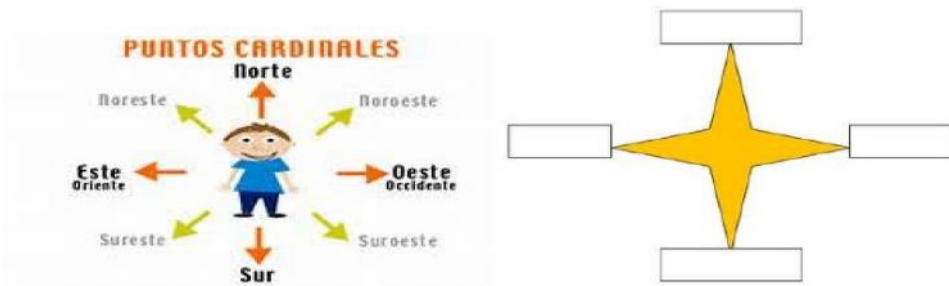 PUNTOS CARDINALES
Norte
Noreste
Noroeste
Este
Oriente
Oeste
Occidente
Sureste
Suroeste
Sur